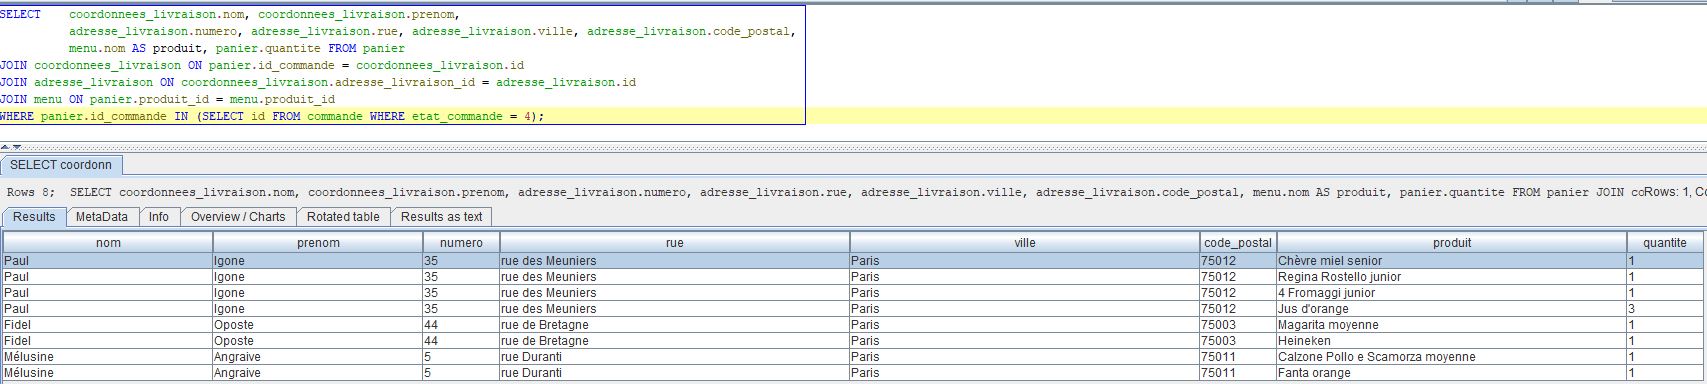 SELECT coordonnees_livraison.nom, coordonnees_livraison.prenom,
adresse_livraison.numero, adresse_livraison.rue, adresse_livraison.ville, adresse_livraison.code_postal,
menu.nom AS produit, panier.quantite FROM panier
JOIN coordonnees_livraison ON panier.id_commande = coordonnees_livraison.id
JOIN adresse_livraison ON coordonnees_livraison.adresse_livraison_id = adresse_livraison.id
JOIN menu ON panier.produit_id = menu.produit_id
WHERE panier.id_commande IN (SELECT id FROM commande WHERE etat_commande = 4);
SELECT coordonn
Rows 8; SELECT coordonnees_livraison.nom, coordonnees_livraison.prenom, adresse_livraison.numero, adresse_livraison.rue, adresse_livraison.ville, adresse_livraison.code_postal, menu.nom AS produit, panier.quantite FROM panier JOIN co Rows: 1, Co
Results MetaData Info Overview / Charts Rotated table Results as text
nom prenom numero rue ville code_postal produit quantite
Paul Igone 35 rue des Meuniers Paris 75012 Chèvre miel senior 1
Paul Igone 35 rue des Meuniers Paris 75012 Regina Rostello junior 1
Paul Igone 35 rue des Meuniers Paris 75012 4 Fromaggi junior 1
Paul Igone 35 rue des Meuniers Paris 75012 Jus d'orange 3
Fidel Oposte 44 rue de Bretagne Paris 75003 Magarita moyenne 1
Fidel Oposte 44 rue de Bretagne Paris 75003 Heineken 1
Mélusine Angraive 5 rue Duranti Paris 75011 Calzone Pollo e Scamorza moyenne 1
Mélusine Angraive 5 rue Duranti Paris 75011 Fanta orange 1